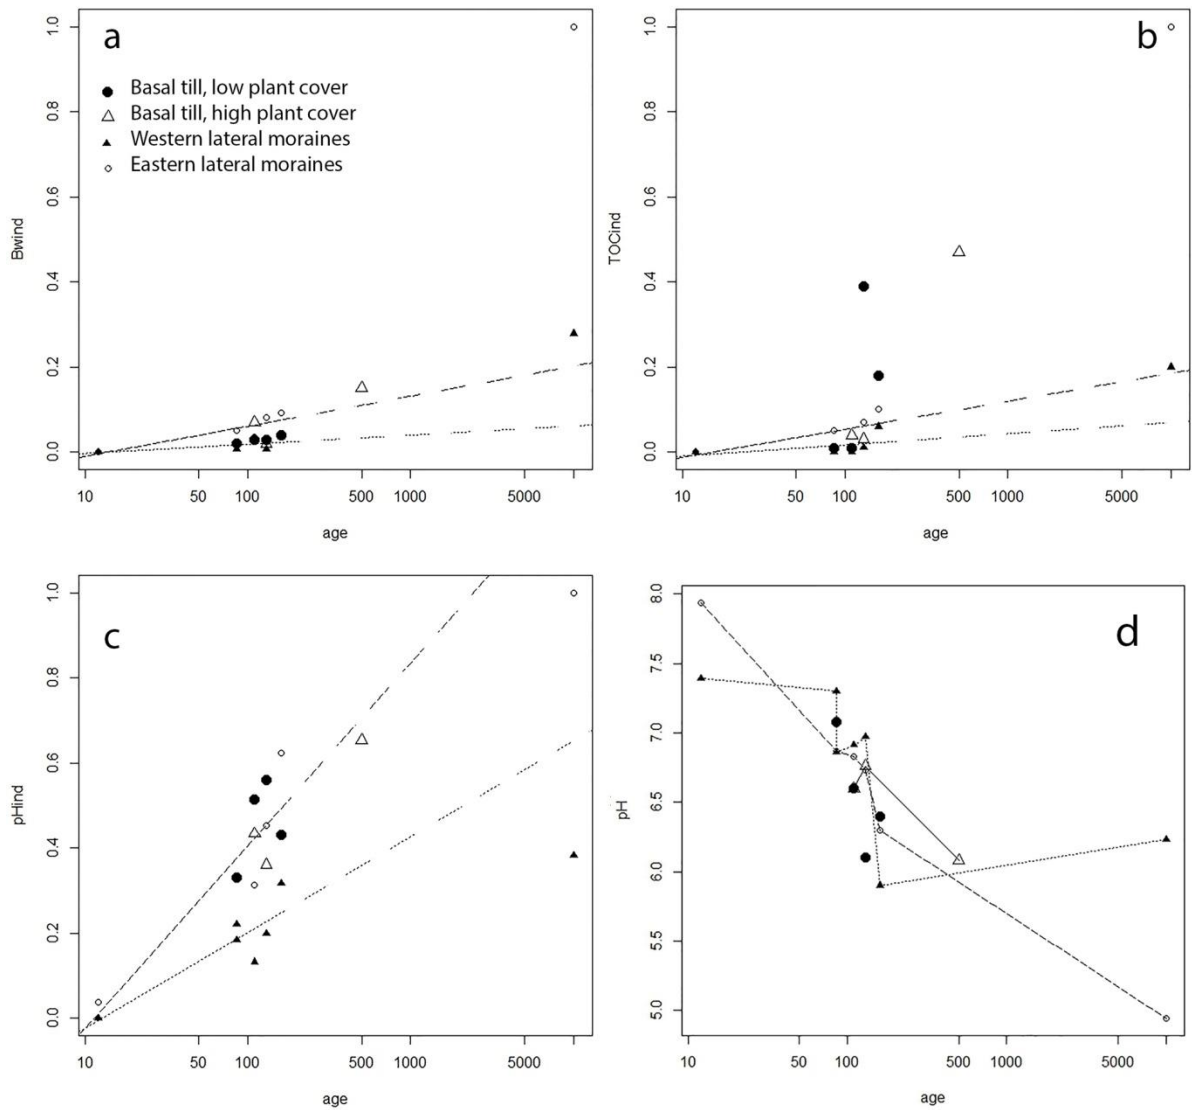 a
Basal till, low plant cover
Basal till, high plant cover
Western lateral moraines
Eastern lateral moraines
Bwind
1.0
0.8
0.6
0.4
0.2
0.0
10 50 100 500 1000 5000
age
b
TOCind
1.0
0.8
0.6
0.4
0.2
0.0
10 50 100 500 1000 5000
age
c
pHind
1.0
0.8
0.6
0.4
0.2
0.0
10 50 100 500 1000 5000
age
d
pH
8.0
7.5
7.0
6.5
6.0
5.5
5.0
10 50 100 500 1000 5000
age